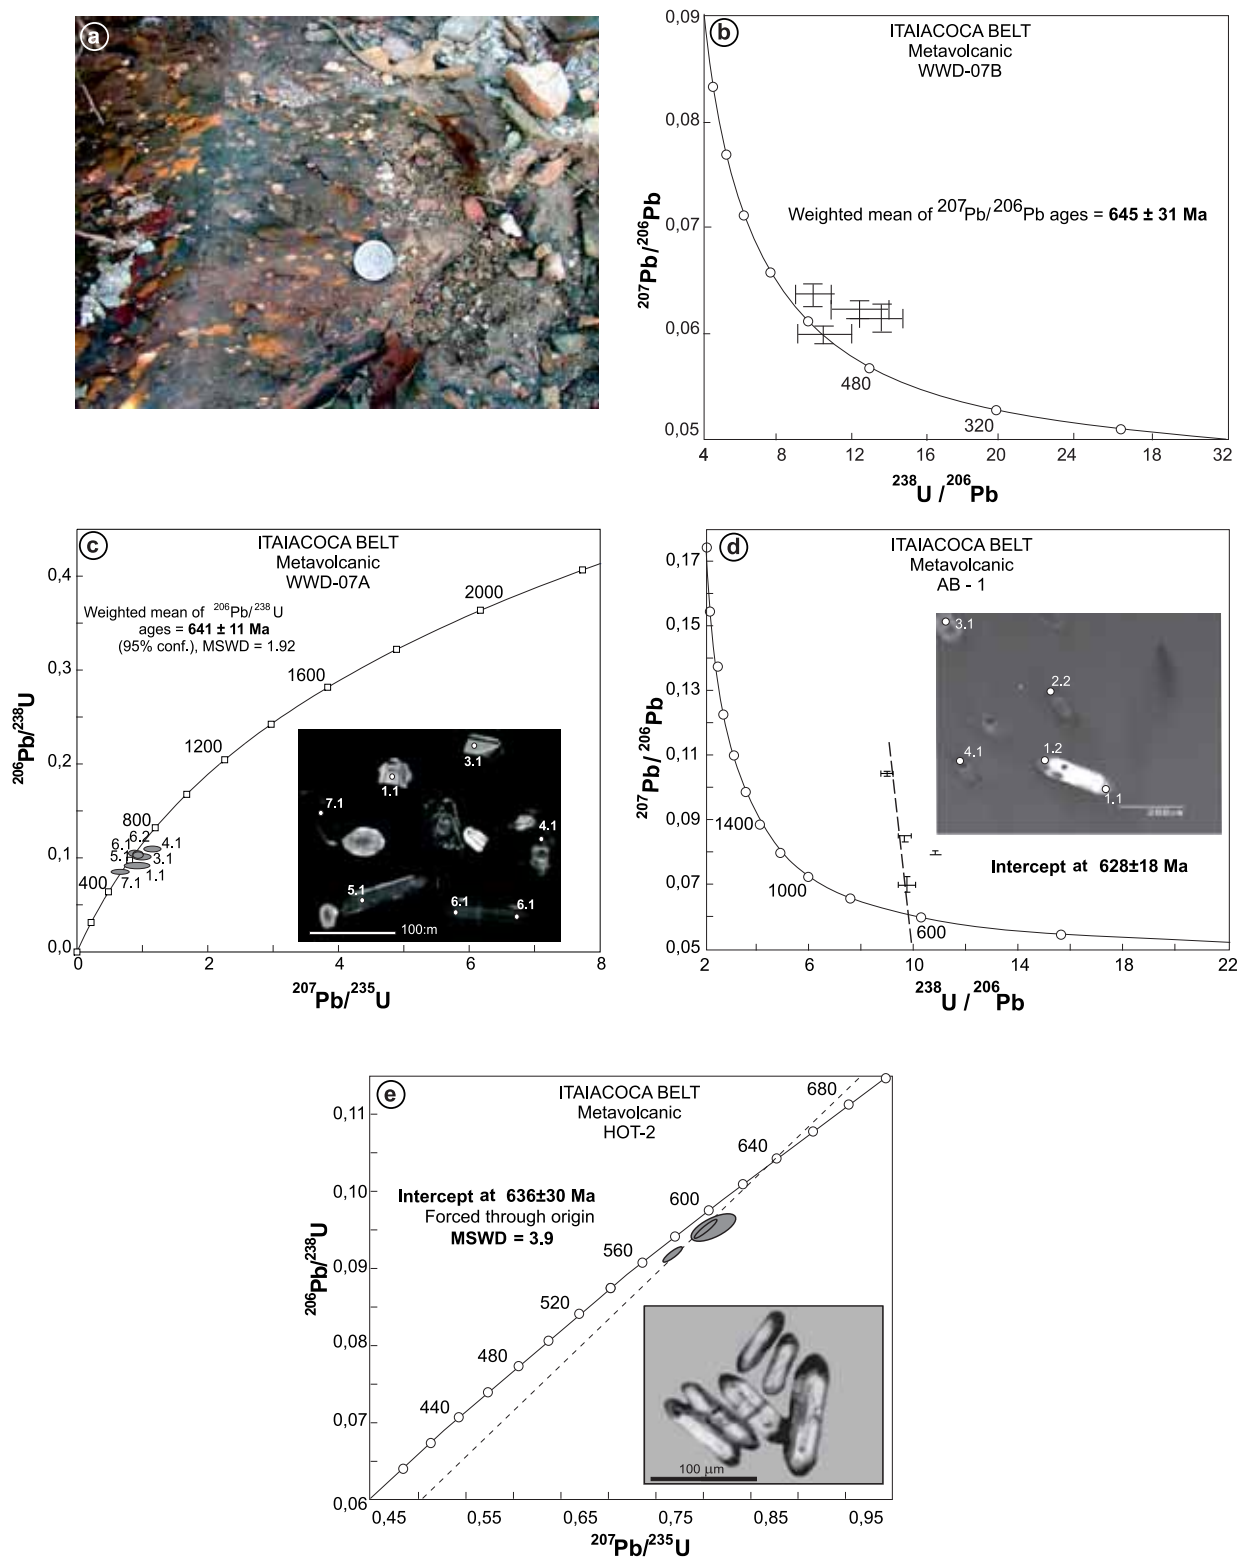 a
b
ITAIACOCA BELT
Metavolcanic
WWD-07B
Weighted mean of 207Pb/206Pb ages = 645 ± 31 Ma
207Pb/206Pb
0,09
0,08
0,07
0,06
0,05
480
320
4 8 12 16 20 24 18 32
238U / 206Pb
c
ITAIACOCA BELT
Metavolcanic
WWD-07A
Weighted mean of 206Pb/238U
ages = 641 ± 11 Ma
(95% conf.), MSWD = 1.92
206Pb/238U
0,4
0,3
0,2
0,1
0,0
2000
1600
1200
800
400
6.2
6.1
4.1
5.1
3.1
7.1
1.1
3.1
1.1
7.1
4.1
5.1
6.1
6.1
100:m
0 2 4 6 8
207Pb/235U
d
ITAIACOCA BELT
Metavolcanic
AB - 1
207Pb/206Pb
0,17
0,15
0,13
0,11
0,09
0,07
0,05
1400
1000
600
3.1
2.2
4.1
1.2
1.1
Intercept at 628±18 Ma
2 6 10 14 18 22
238U / 206Pb
e
ITAIACOCA BELT
Metavolcanic
HOT-2
Intercept at 636±30 Ma
Forced through origin
MSWD = 3.9
206Pb/238U
0,11
0,10
0,09
0,08
0,07
0,06
680
640
600
560
520
480
440
100 µm
0,45 0,55 0,65 0,75 0,85 0,95
207Pb/235U